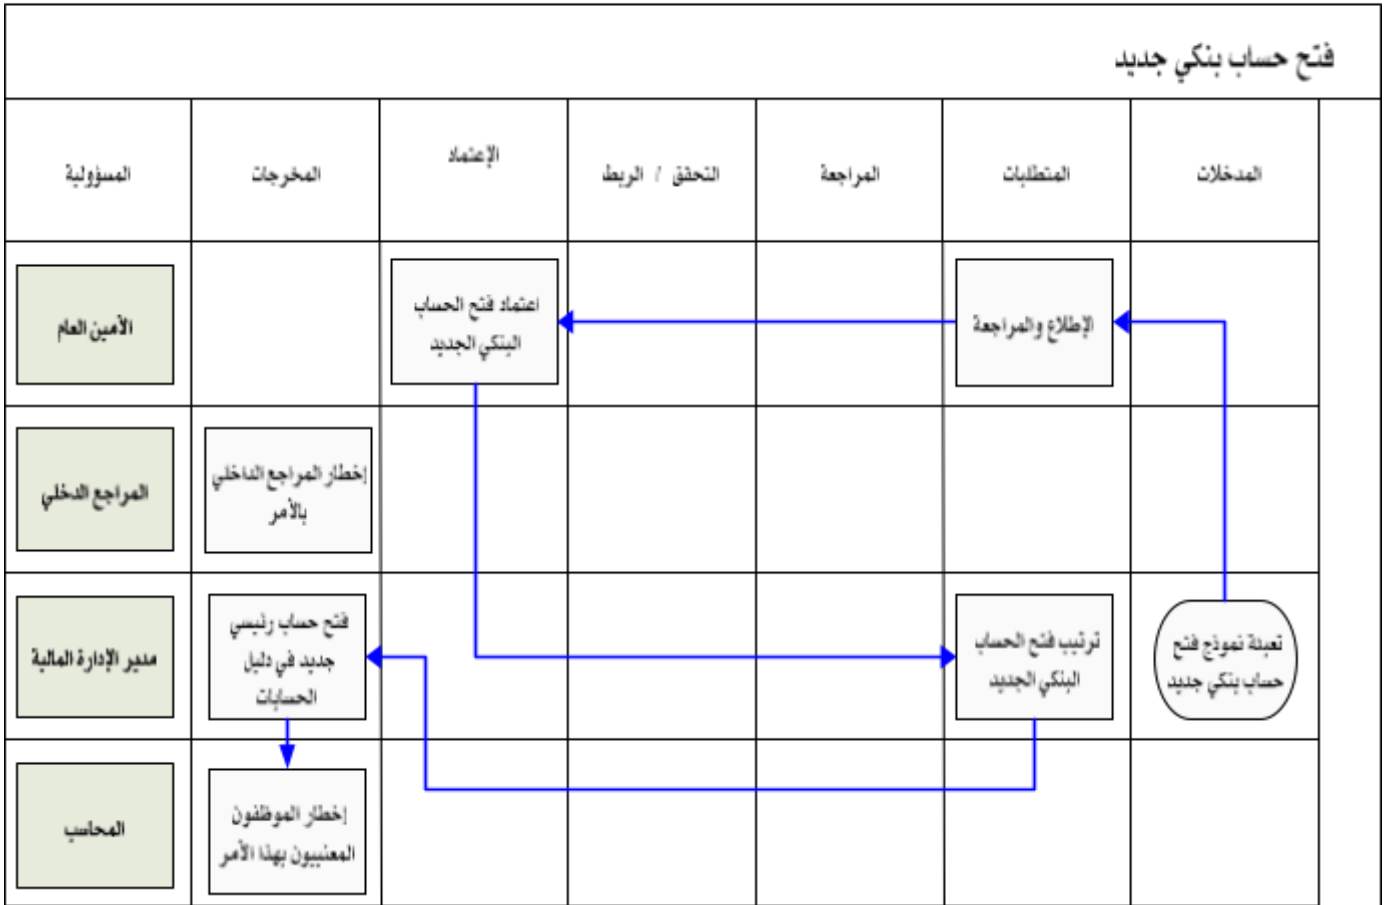 فتح حساب بنكي جديد
المدخلات
المتطلبات
المراجعة
التحقق / الربط
الإعتماد
المخرجات
المسؤولية
الإطلاع والمراجعة
اعتماد فتح الحساب
البنكي الجديد
الأمين العام
إخطار المراجع الداخلي
بالأمر
المراجع الدخلي
تعبئة نموذج فتح
حساب بنكي جديد
ترتيب فتح الحساب
البنكي الجديد
فتح حساب رئيسي
جديد في دليل
الحسابات
مدير الإدارة المالية
إخطار الموظفون
المعنييون بهذا الأمر
المحاسب